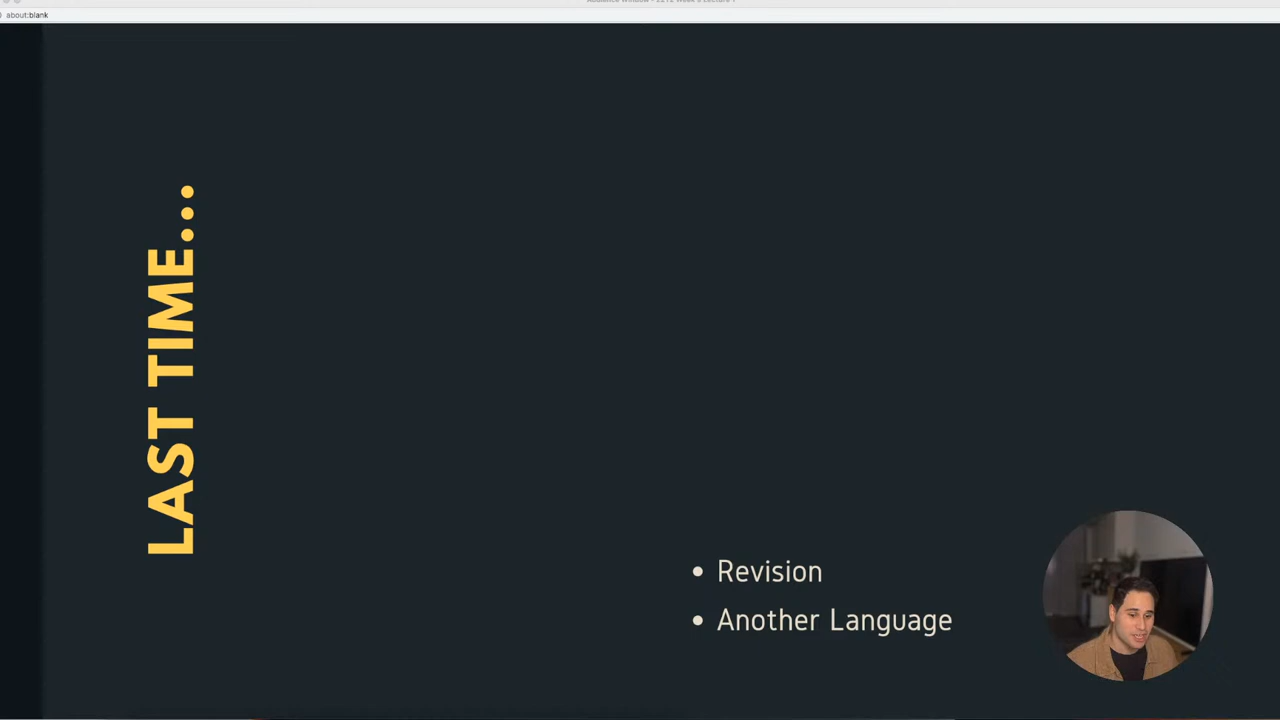 about:blank
LAST TIME...
• Revision
• Another Language